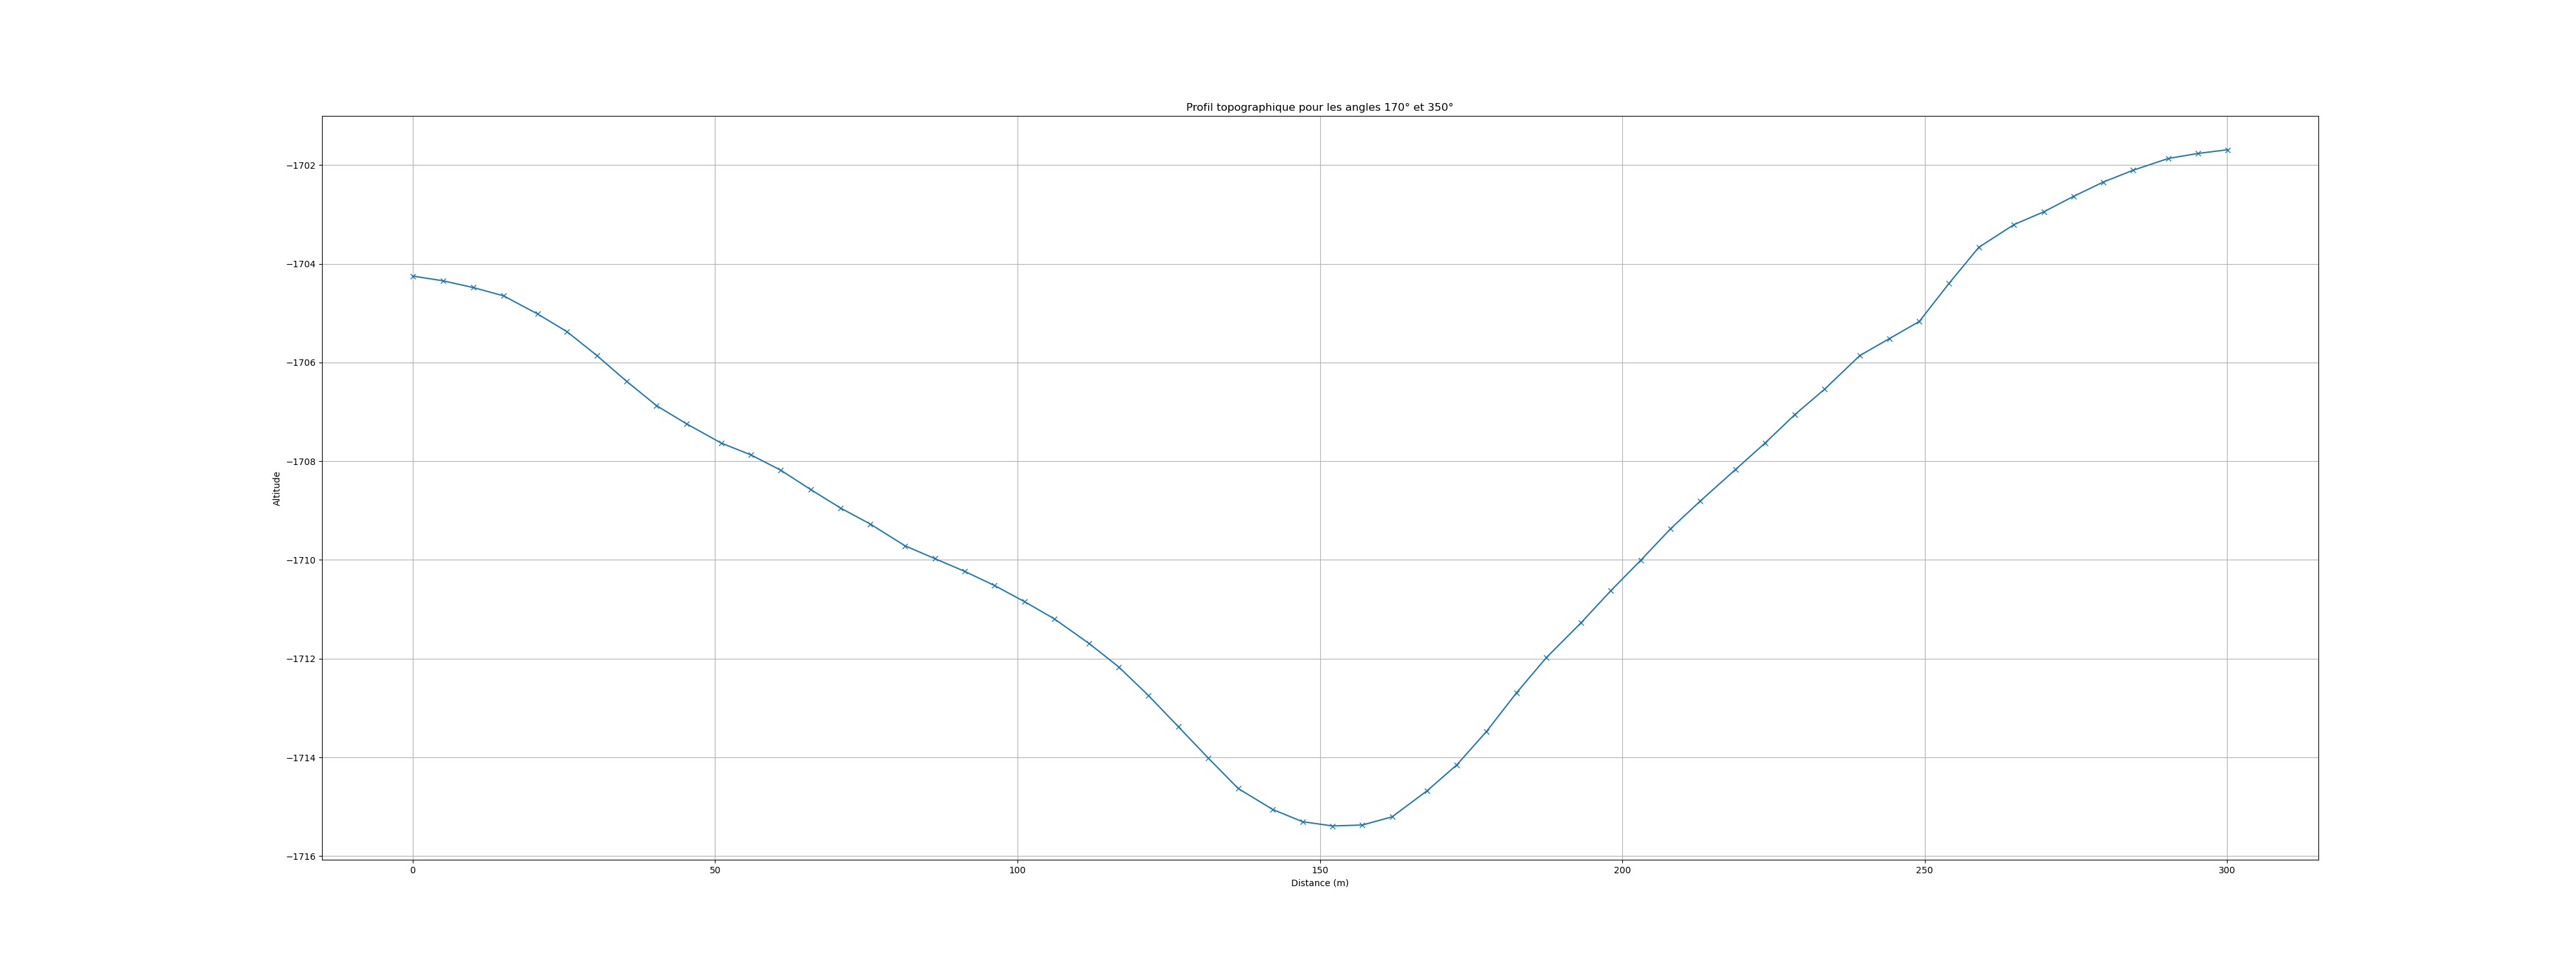 Profil topographique pour les angles 170° et 350°
Altitude
−1702
−1704
−1706
−1708
−1710
−1712
−1714
−1716
0 50 100 150 200 250 300
Distance (m)